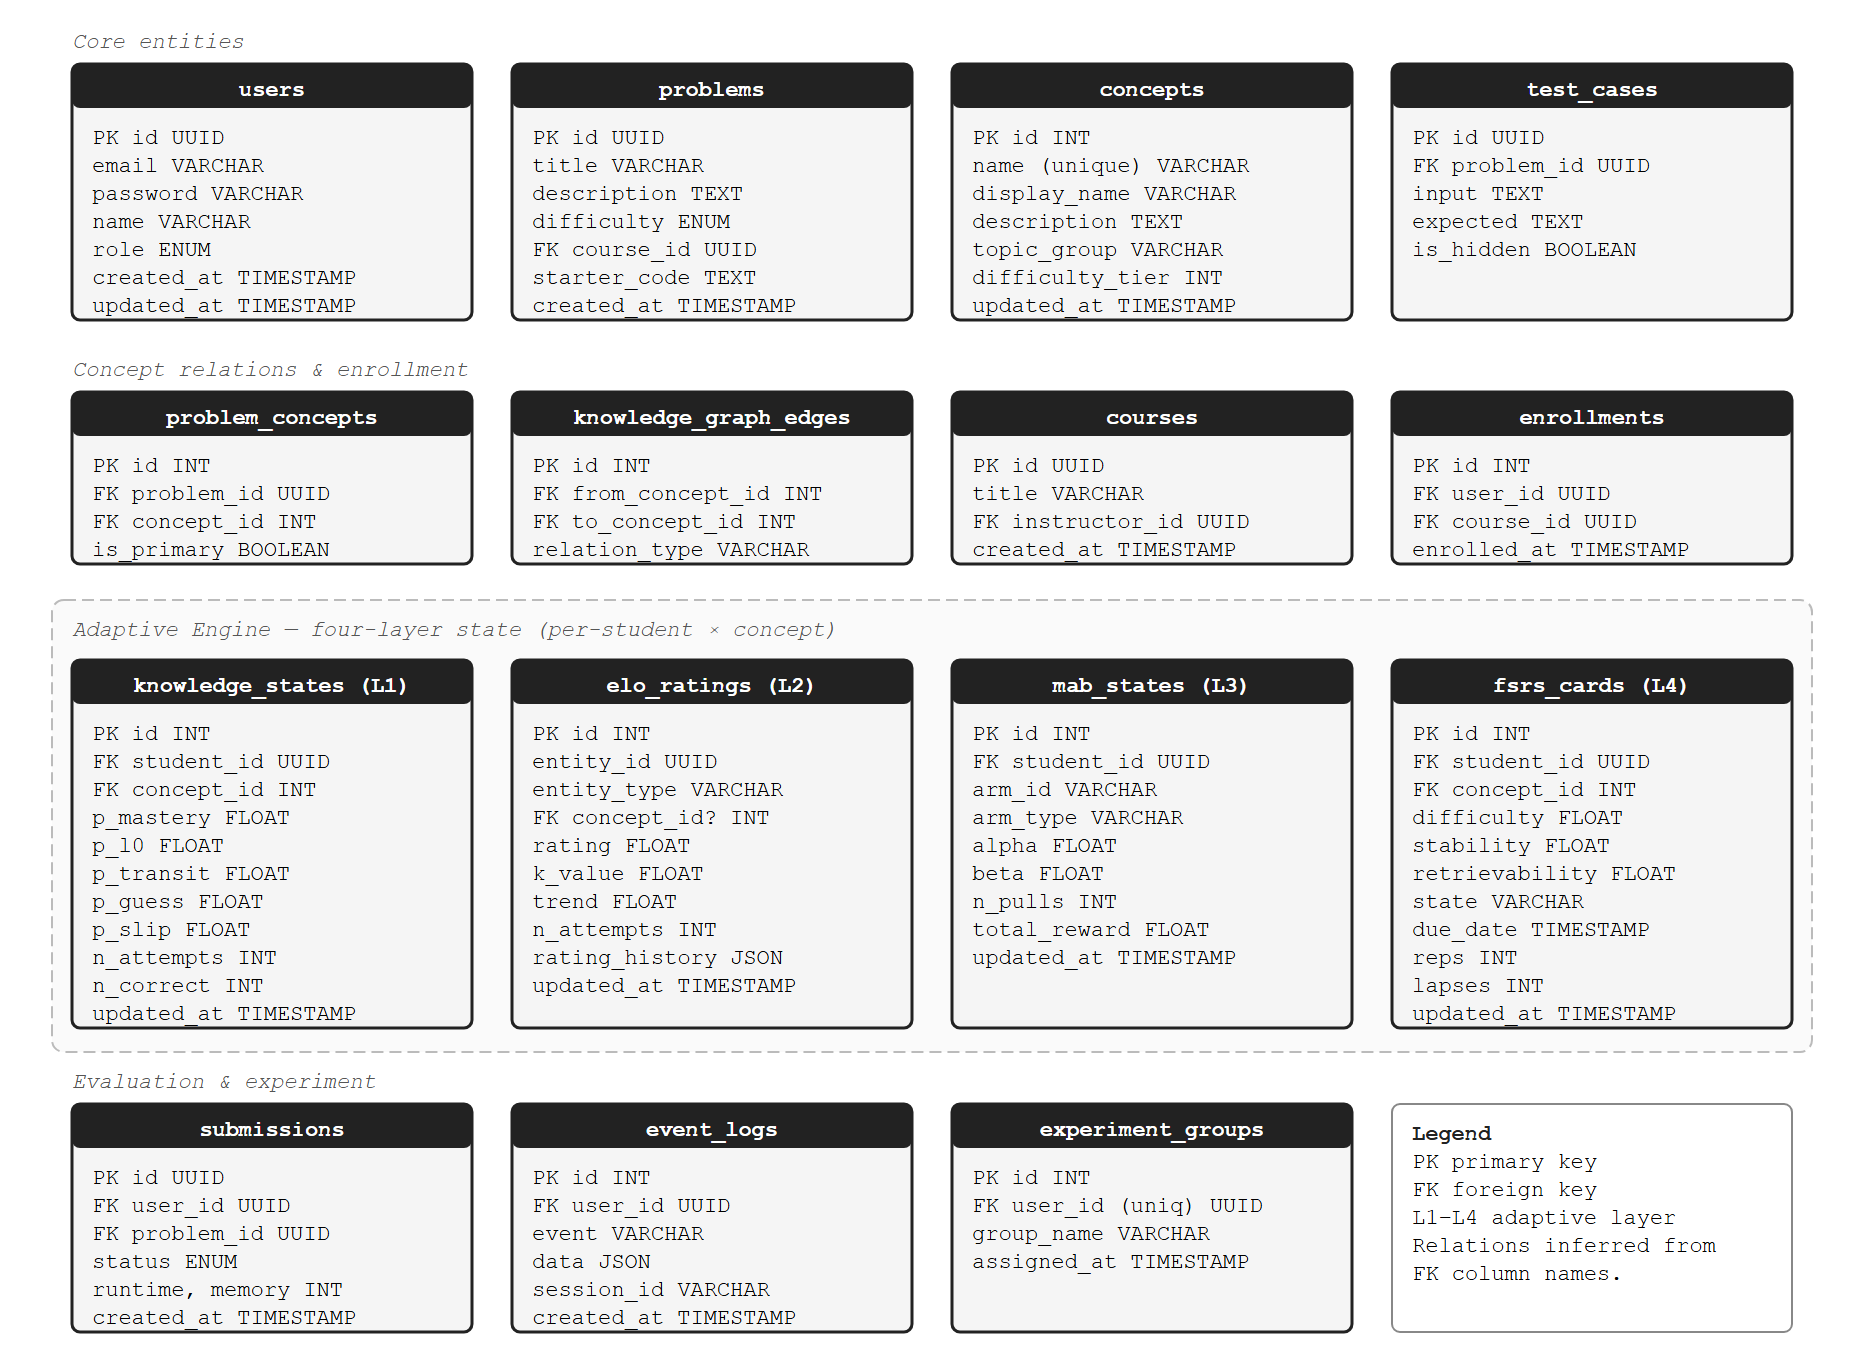 Core entities
users
PK id UUID
email VARCHAR
password VARCHAR
name VARCHAR
role ENUM
created_at TIMESTAMP
updated_at TIMESTAMP
problems
PK id UUID
title VARCHAR
description TEXT
difficulty ENUM
FK course_id UUID
starter_code TEXT
created_at TIMESTAMP
concepts
PK id INT
name (unique) VARCHAR
display_name VARCHAR
description TEXT
topic_group VARCHAR
difficulty_tier INT
updated_at TIMESTAMP
test_cases
PK id UUID
FK problem_id UUID
input TEXT
expected TEXT
is_hidden BOOLEAN
Concept relations & enrollment
problem_concepts
PK id INT
FK problem_id UUID
FK concept_id INT
is_primary BOOLEAN
knowledge_graph_edges
PK id INT
FK from_concept_id INT
FK to_concept_id INT
relation_type VARCHAR
courses
PK id UUID
title VARCHAR
FK instructor_id UUID
created_at TIMESTAMP
enrollments
PK id INT
FK user_id UUID
FK course_id UUID
enrolled_at TIMESTAMP
Adaptive Engine — four-layer state (per-student × concept)
knowledge_states (L1)
PK id INT
FK student_id UUID
FK concept_id INT
p_mastery FLOAT
p_l0 FLOAT
p_transit FLOAT
p_guess FLOAT
p_slip FLOAT
n_attempts INT
n_correct INT
updated_at TIMESTAMP
elo_ratings (L2)
PK id INT
entity_id UUID
entity_type VARCHAR
FK concept_id? INT
rating FLOAT
k_value FLOAT
trend FLOAT
n_attempts INT
rating_history JSON
updated_at TIMESTAMP
mab_states (L3)
PK id INT
FK student_id UUID
arm_id VARCHAR
arm_type VARCHAR
alpha FLOAT
beta FLOAT
n_pulls INT
total_reward FLOAT
updated_at TIMESTAMP
fsrs_cards (L4)
PK id INT
FK student_id UUID
FK concept_id INT
difficulty FLOAT
stability FLOAT
retrievability FLOAT
state VARCHAR
due_date TIMESTAMP
reps INT
lapses INT
updated_at TIMESTAMP
Evaluation & experiment
submissions
PK id UUID
FK user_id UUID
FK problem_id UUID
status ENUM
runtime, memory INT
created_at TIMESTAMP
event_logs
PK id INT
FK user_id UUID
event VARCHAR
data JSON
session_id VARCHAR
created_at TIMESTAMP
experiment_groups
PK id INT
FK user_id (uniq) UUID
group_name VARCHAR
assigned_at TIMESTAMP
Legend
PK primary key
FK foreign key
L1–L4 adaptive layer
Relations inferred from
FK column names.